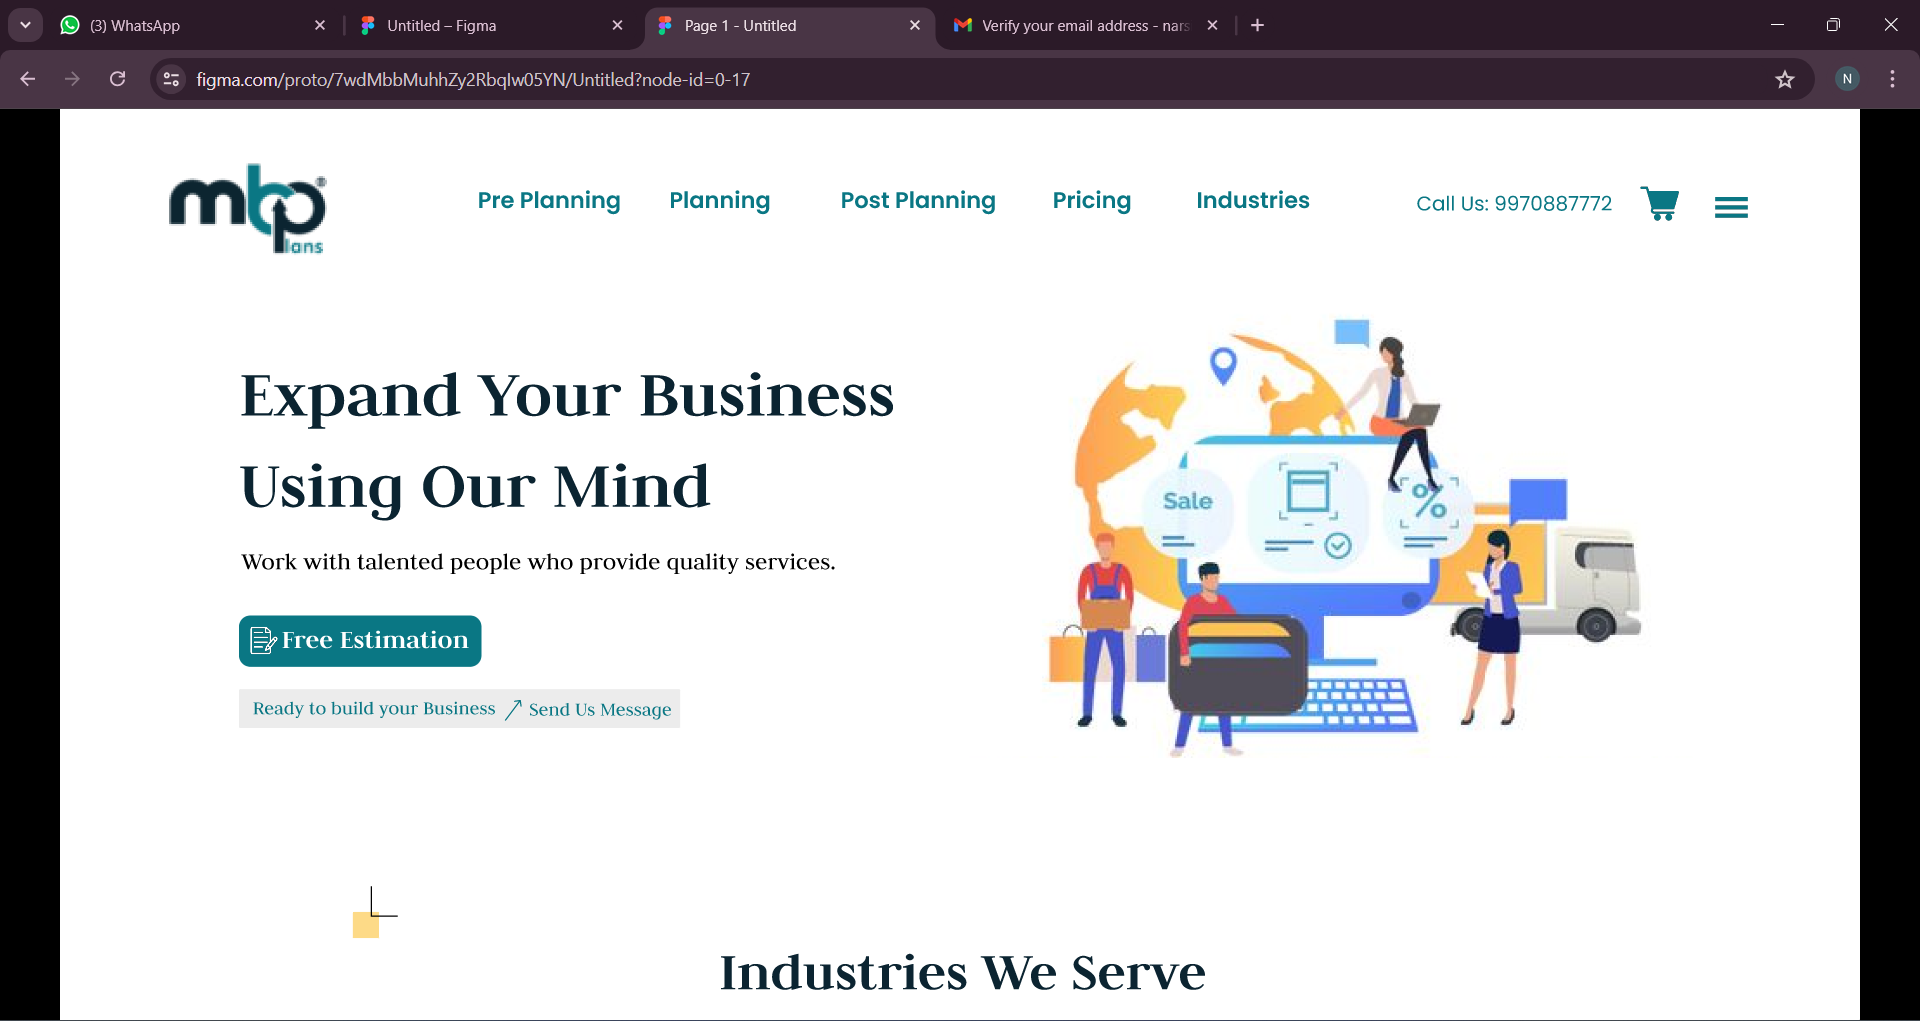 (3) WhatsApp
Untitled – Figma
Page 1 - Untitled
Verify your email address - nars
figma.com/proto/7wdMbbMuhhZy2RbqIw05YN/Untitled?node-id=0-17
N
mbp
lans
Pre Planning
Planning
Post Planning
Pricing
Industries
Call Us: 9970887772
Expand Your Business
Using Our Mind
Work with talented people who provide quality services.
Free Estimation
Ready to build your Business
Send Us Message
Sale
%
Industries We Serve